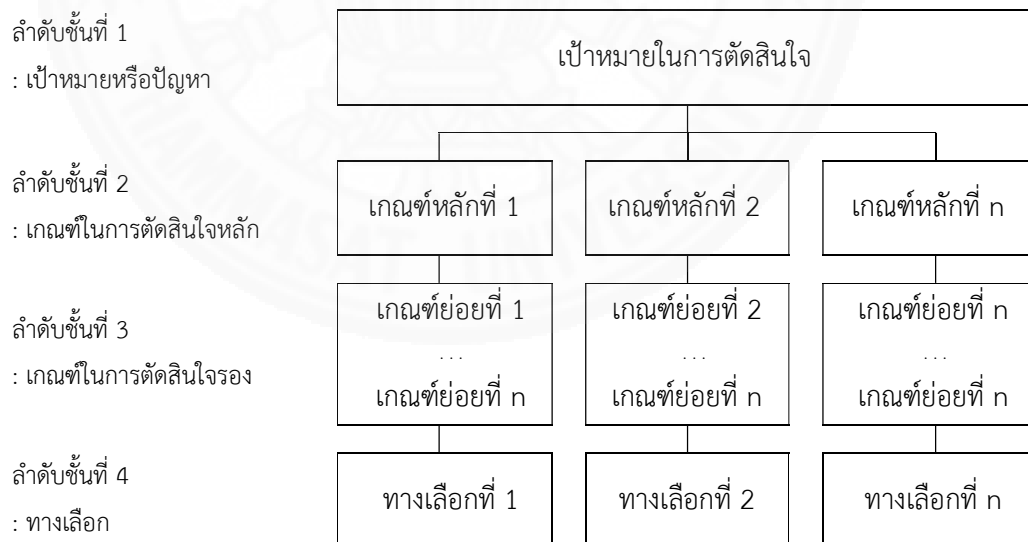 ลำดับชั้นที่ 1
: เป้าหมายหรือปัญหา
เป้าหมายในการตัดสินใจ
ลำดับชั้นที่ 2
: เกณฑ์ในการตัดสินใจหลัก
เกณฑ์หลักที่ 1
เกณฑ์หลักที่ 2
เกณฑ์หลักที่ n
ลำดับชั้นที่ 3
: เกณฑ์ในการตัดสินใจรอง
เกณฑ์ย่อยที่ 1
...
เกณฑ์ย่อยที่ n
เกณฑ์ย่อยที่ 2
...
เกณฑ์ย่อยที่ n
เกณฑ์ย่อยที่ n
...
เกณฑ์ย่อยที่ n
ลำดับชั้นที่ 4
: ทางเลือก
ทางเลือกที่ 1
ทางเลือกที่ 2
ทางเลือกที่ n